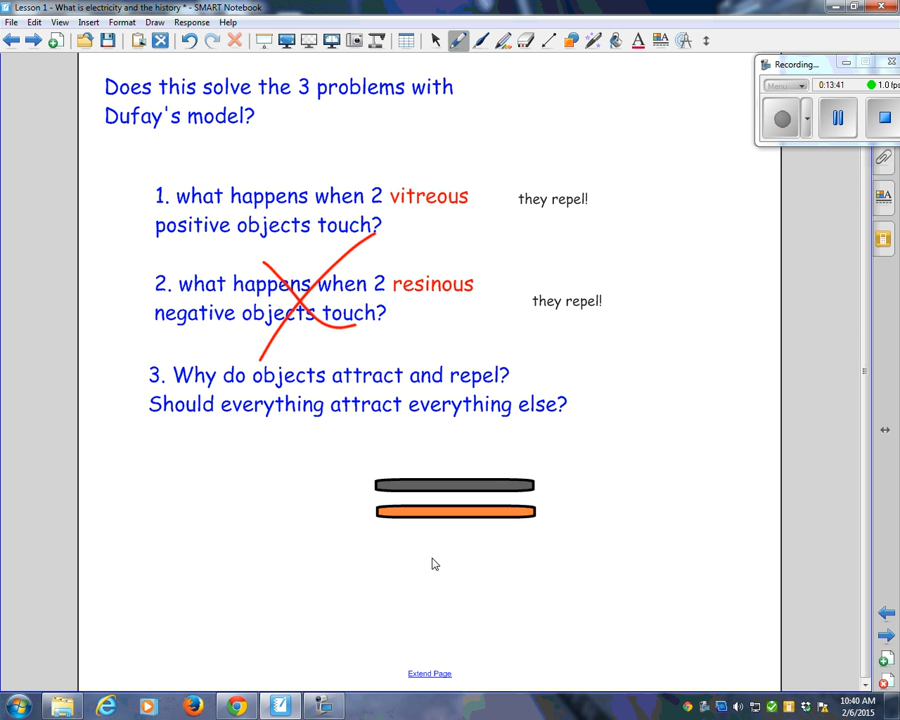 Lesson 1 - What is electricity and the history * - SMART Notebook
File Edit View Insert Format Draw Response Help
Recording...
Menu 0:13:41 1.0 fps
Does this solve the 3 problems with
Dufay's model?
1. what happens when 2 vitreous
positive objects touch?
they repel!
2. what happens when 2 resinous
negative objects touch?
they repel!
3. Why do objects attract and repel?
Should everything attract everything else?
Extend Page
10:40 AM
2/6/2015